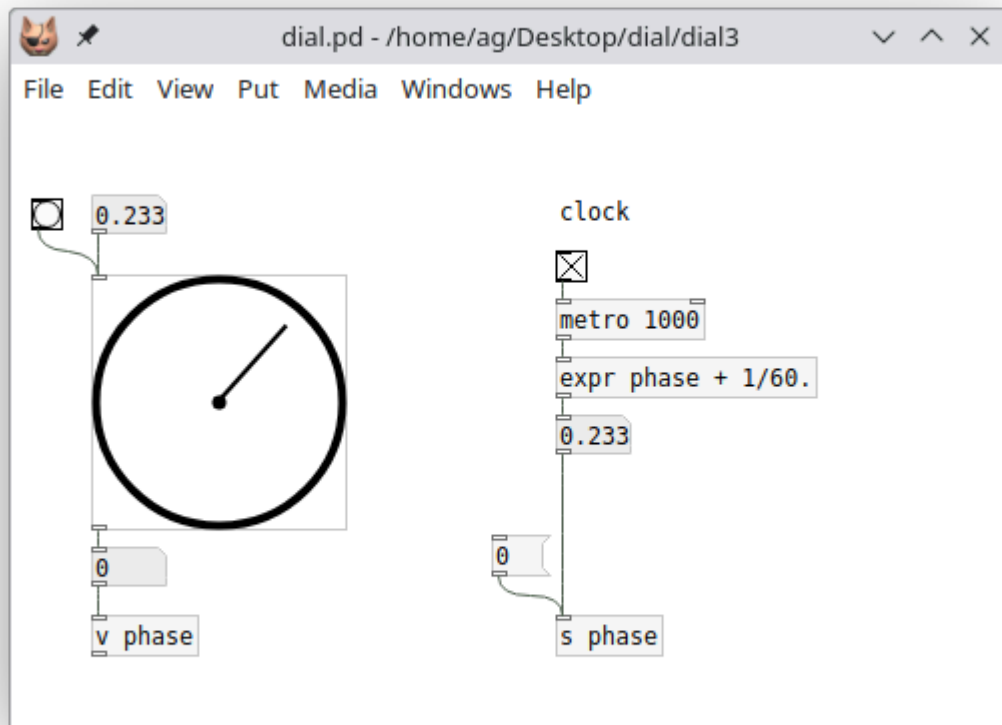 dial.pd - /home/ag/Desktop/dial/dial3
File Edit View Put Media Windows Help
0.233
clock
metro 1000
expr phase + 1/60.
0.233
0
0
v phase
s phase